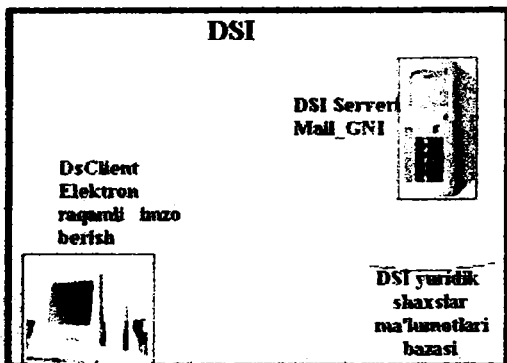 DSI
DSI Serveri
Mail_GNI
DsClient
Elektron
raqamli imzo
berish
DSI yuridik
shaxslar
ma'lumotlari
bazasi